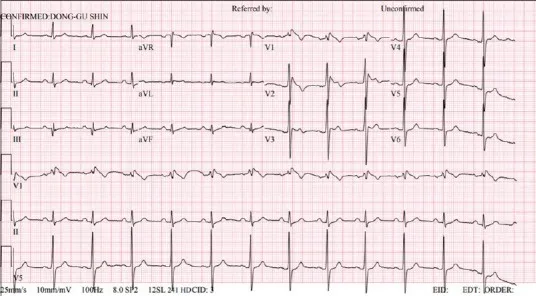 Referred by: Unconfirmed
CONFIRMED:DONG-GU SHIN
I aVR V1 V4
II aVL V2 V5
III aVF V3 V6
V1
II
V5
25mm/s 10mm/mV 100Hz 8.0 SP2 12SL 241 HDCID: 3 EID: EDT: ORDER: